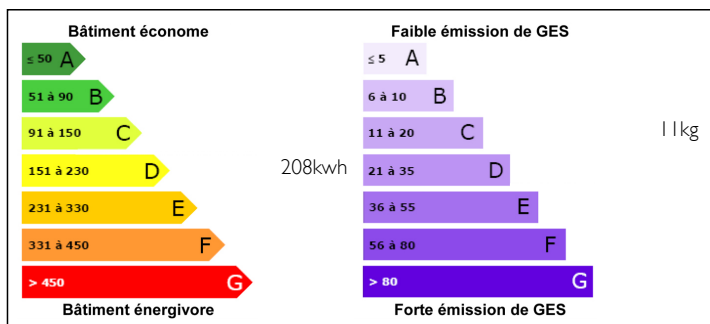 Bâtiment économe
≤ 50 A
51 à 90 B
91 à 150 C
151 à 230 D
231 à 330 E
331 à 450 F
> 450 G
Bâtiment énergivore
208kwh
Faible émission de GES
≤ 5 A
6 à 10 B
11 à 20 C
21 à 35 D
36 à 55 E
56 à 80 F
> 80 G
Forte émission de GES
11kg